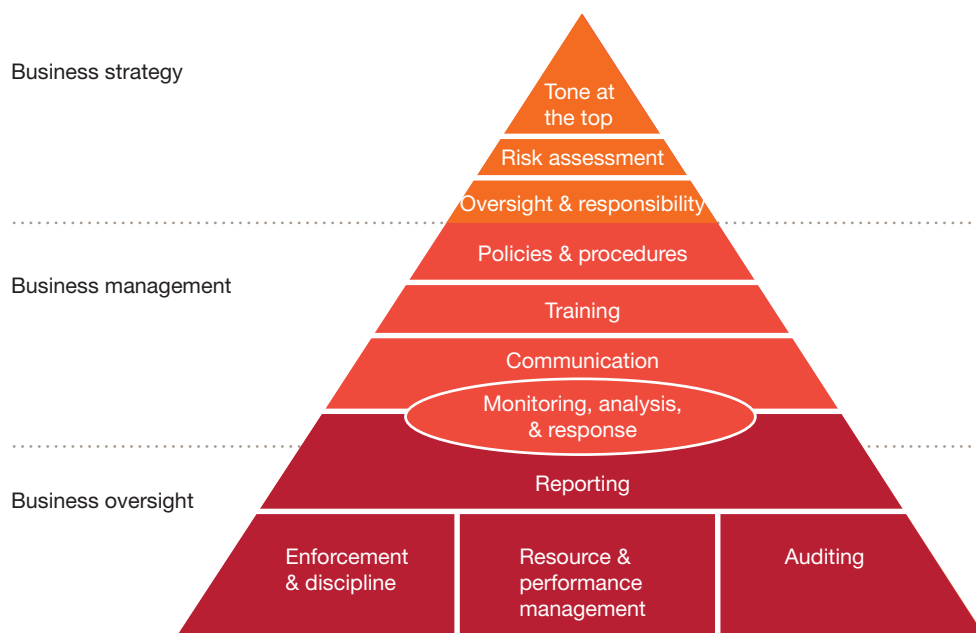 Business strategy
Tone at
the top
Risk assessment
Oversight & responsibility
Policies & procedures
Business management
Training
Communication
Monitoring, analysis,
& response
Reporting
Business oversight
Enforcement
& discipline
Resource &
performance
management
Auditing